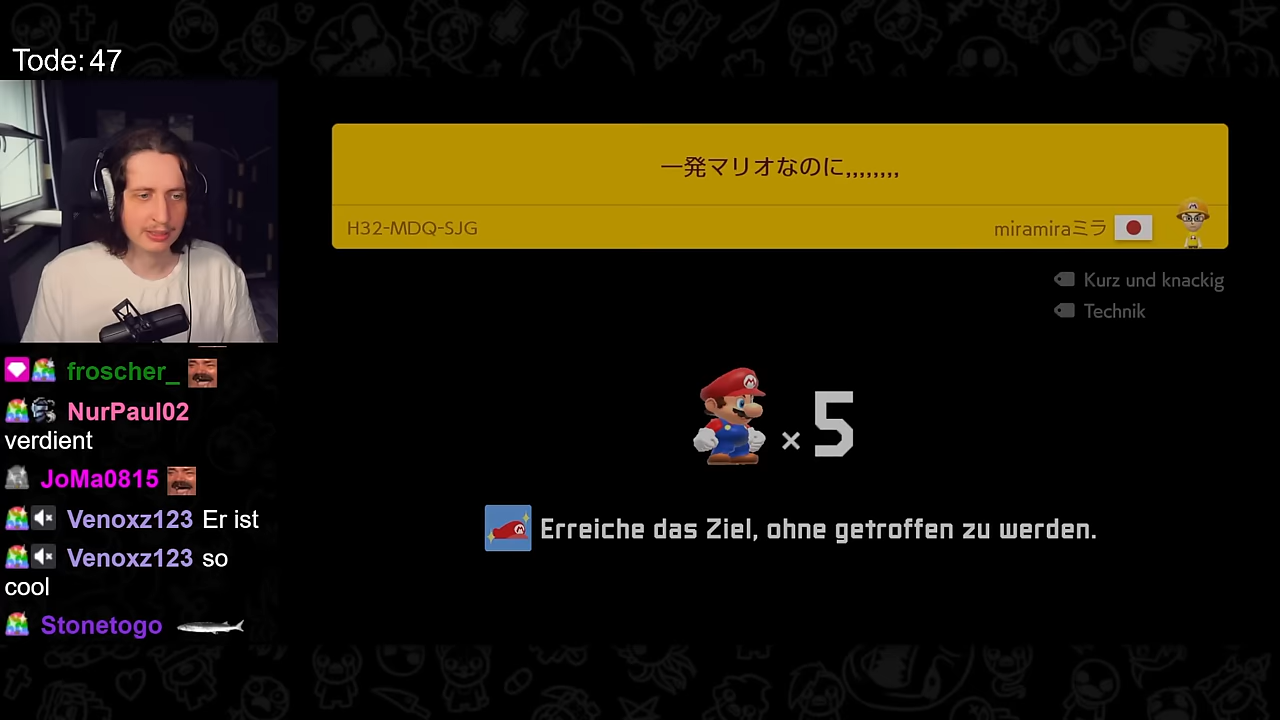 Tode: 47
一発マリオなのに,,,,,,,,
H32-MDQ-SJG
miramiraミラ
Kurz und knackig
Technik
× 5
Erreiche das Ziel, ohne getroffen zu werden.
froscher_
NurPaul02
verdient
JoMa0815
Venoxz123 Er ist
Venoxz123 so
cool
Stonetogo